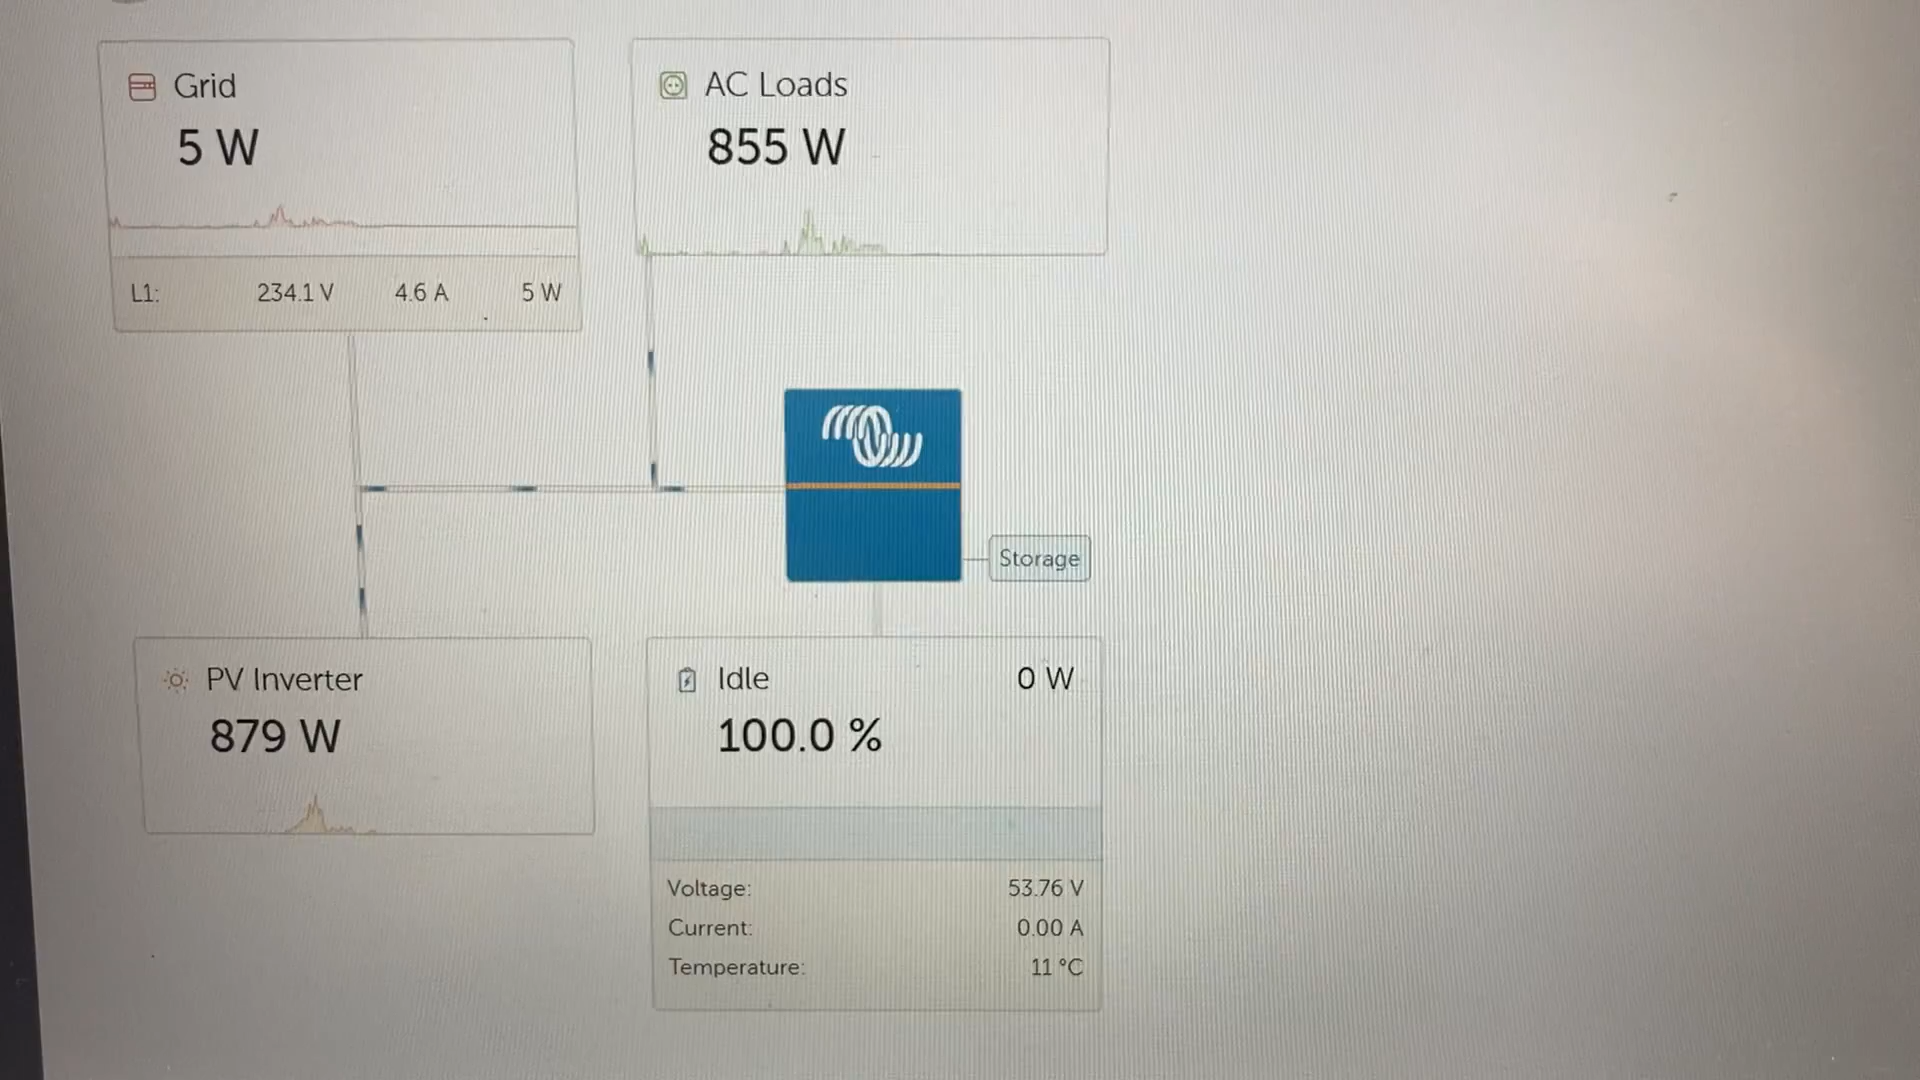 Grid
5 W
L1: 234.1 V 4.6 A 5 W
AC Loads
855 W
Storage
PV Inverter
879 W
Idle 0 W
100.0 %
Voltage: 53.76 V
Current: 0.00 A
Temperature: 11 °C